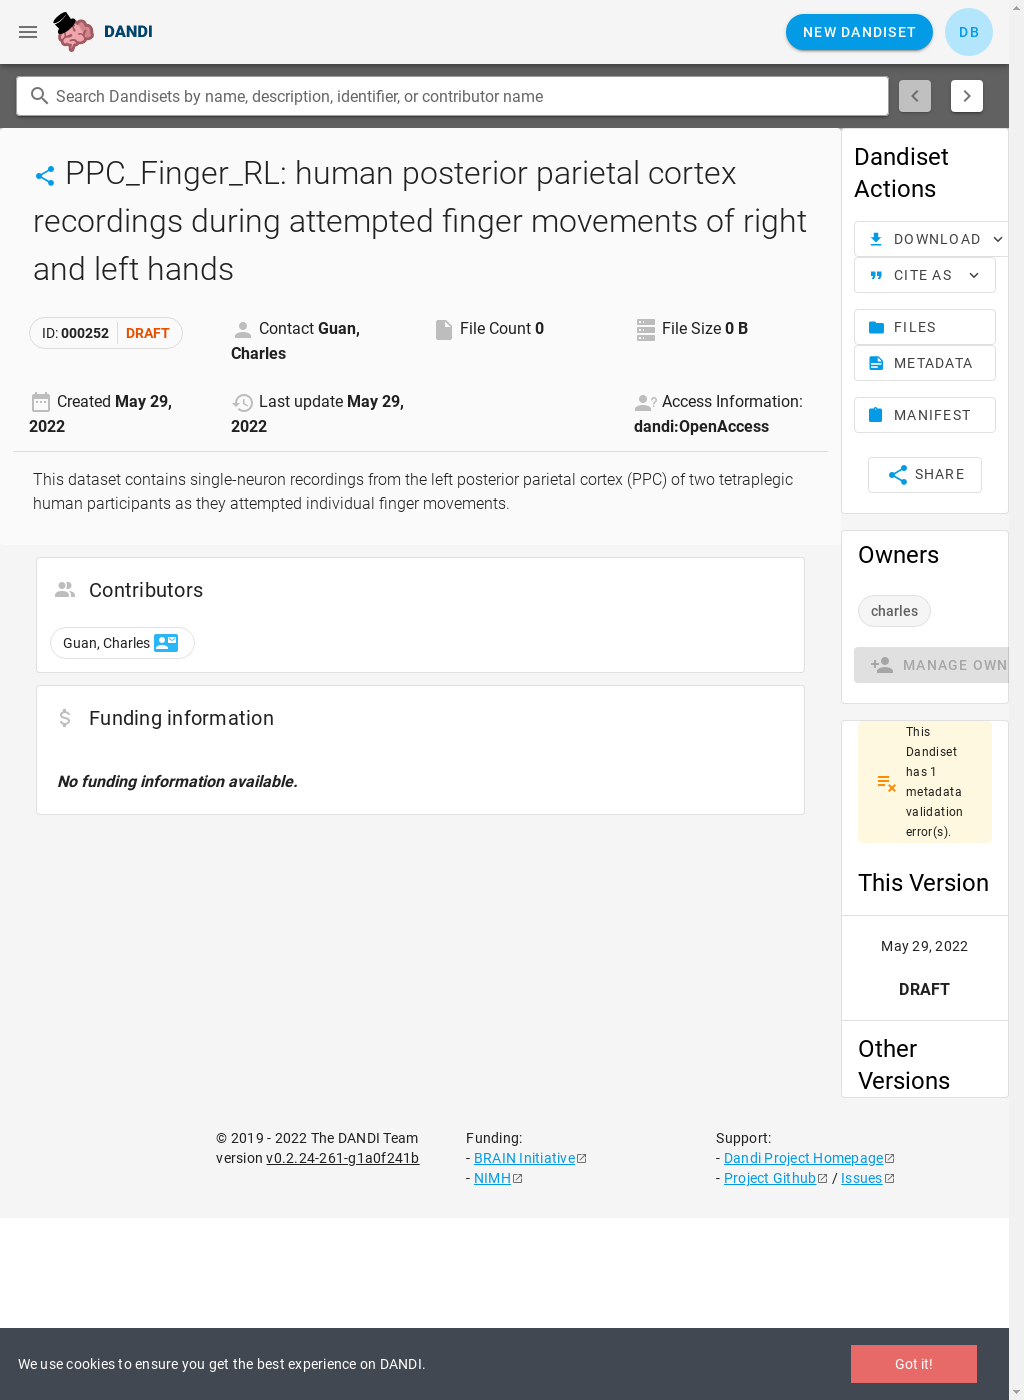 DANDI
NEW DANDISET
DB
Search Dandisets by name, description, identifier, or contributor name
PPC_Finger_RL: human posterior parietal cortex
recordings during attempted finger movements of right
and left hands
ID: 000252 DRAFT
Contact Guan,
Charles
File Count 0
File Size 0 B
Created May 29,
2022
Last update May 29,
2022
Access Information:
dandi:OpenAccess
This dataset contains single-neuron recordings from the left posterior parietal cortex (PPC) of two tetraplegic
human participants as they attempted individual finger movements.
Contributors
Guan, Charles
Funding information
No funding information available.
Dandiset
Actions
DOWNLOAD
CITE AS
FILES
METADATA
MANIFEST
SHARE
Owners
charles
MANAGE OWN
This
Dandiset
has 1
metadata
validation
error(s).
This Version
May 29, 2022
DRAFT
Other
Versions
© 2019 - 2022 The DANDI Team
version v0.2.24-261-g1a0f241b
Funding:
- BRAIN Initiative
- NIMH
Support:
- Dandi Project Homepage
- Project Github / Issues
We use cookies to ensure you get the best experience on DANDI.
Got it!